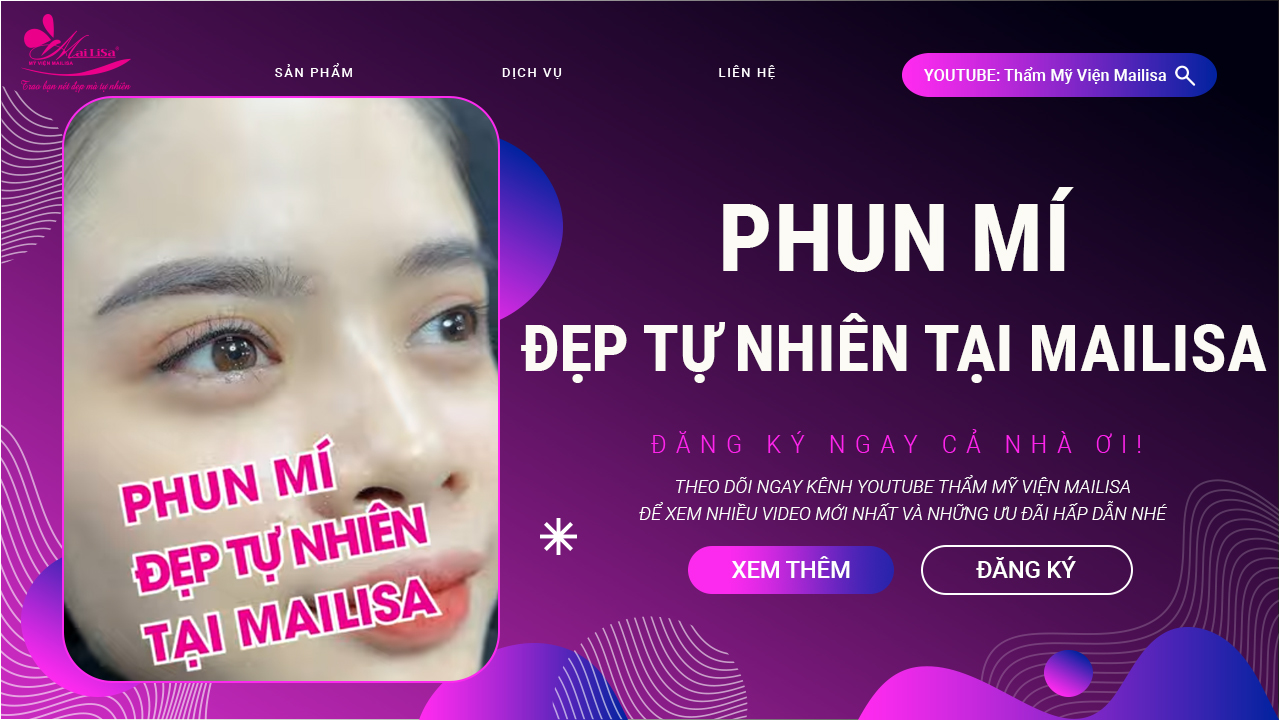 Mai LiSa
MỸ VIỆN MAILISA
Trao bạn nét đẹp mà tự nhiên
SẢN PHẨM
DỊCH VỤ
LIÊN HỆ
YOUTUBE: Thẩm Mỹ Viện Mailisa
PHUN MÍ
ĐẸP TỰ NHIÊN TẠI MAILISA
ĐĂNG KÝ NGAY CẢ NHÀ ƠI!
THEO DÕI NGAY KÊNH YOUTUBE THẨM MỸ VIỆN MAILISA
ĐỂ XEM NHIỀU VIDEO MỚI NHẤT VÀ NHỮNG ƯU ĐÃI HẤP DẪN NHÉ
XEM THÊM
ĐĂNG KÝ
PHUN MÍ
ĐẸP TỰ NHIÊN
TẠI MAILISA